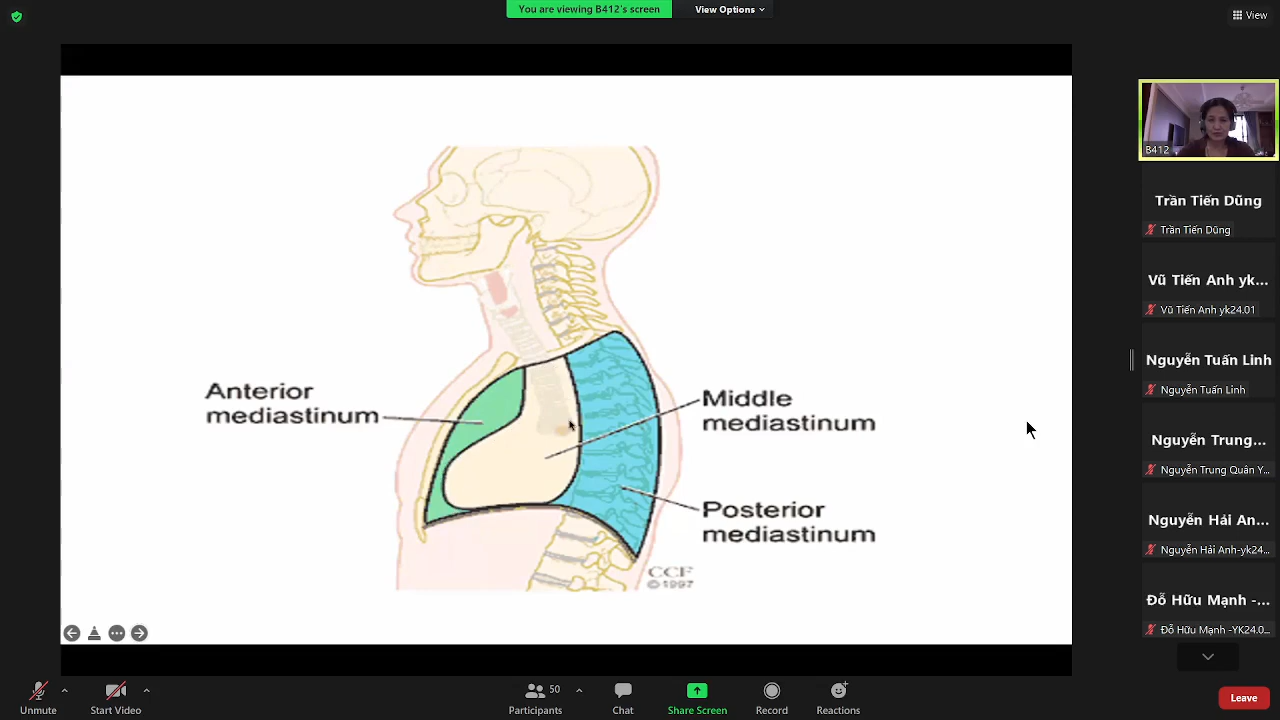 You are viewing B412's screen
View Options
View
Anterior
mediastinum
Middle
mediastinum
Posterior
mediastinum
CCF
©1997
B412
Trần Tiến Dũng
Trần Tiến Dũng
Vũ Tiến Anh yk...
Vũ Tiến Anh yk24.01
Nguyễn Tuấn Linh
Nguyễn Tuấn Linh
Nguyễn Trung...
Nguyễn Trung Quân Y...
Nguyễn Hải An...
Nguyễn Hải Anh-yk24...
Đỗ Hữu Mạnh -...
Đỗ Hữu Mạnh -YK24.0...
Unmute
Start Video
50
Participants
Chat
Share Screen
Record
Reactions
Leave